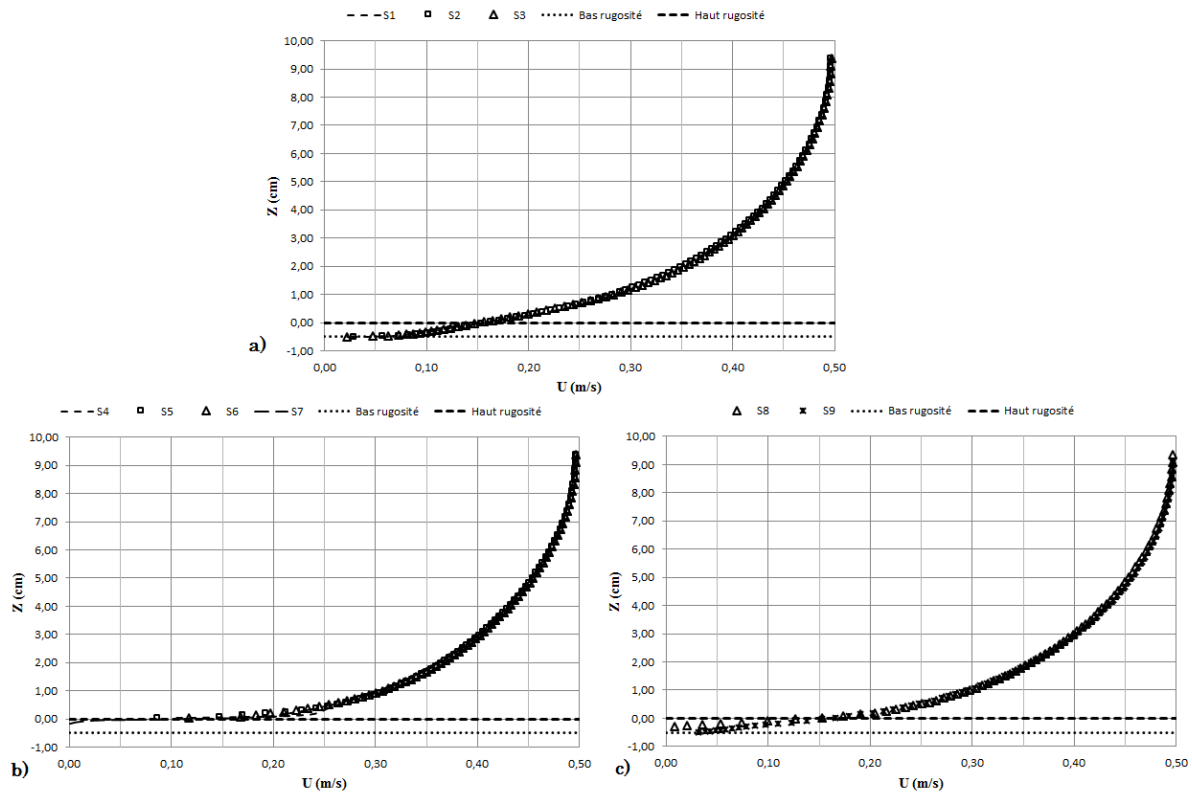 S1 S2 S3 Bas rugosité Haut rugosité
10,00
9,00
8,00
7,00
6,00
5,00
4,00
3,00
2,00
1,00
0,00
-1,00
Z (cm)
a)
0,00 0,10 0,20 0,30 0,40 0,50
U (m/s)
S4 S5 S6 S7 Bas rugosité Haut rugosité
10,00
9,00
8,00
7,00
6,00
5,00
4,00
3,00
2,00
1,00
0,00
-1,00
Z (cm)
b)
0,00 0,10 0,20 0,30 0,40 0,50
U (m/s)
S8 S9 Bas rugosité Haut rugosité
10,00
9,00
8,00
7,00
6,00
5,00
4,00
3,00
2,00
1,00
0,00
-1,00
Z (cm)
c)
0,00 0,10 0,20 0,30 0,40 0,50
U (m/s)